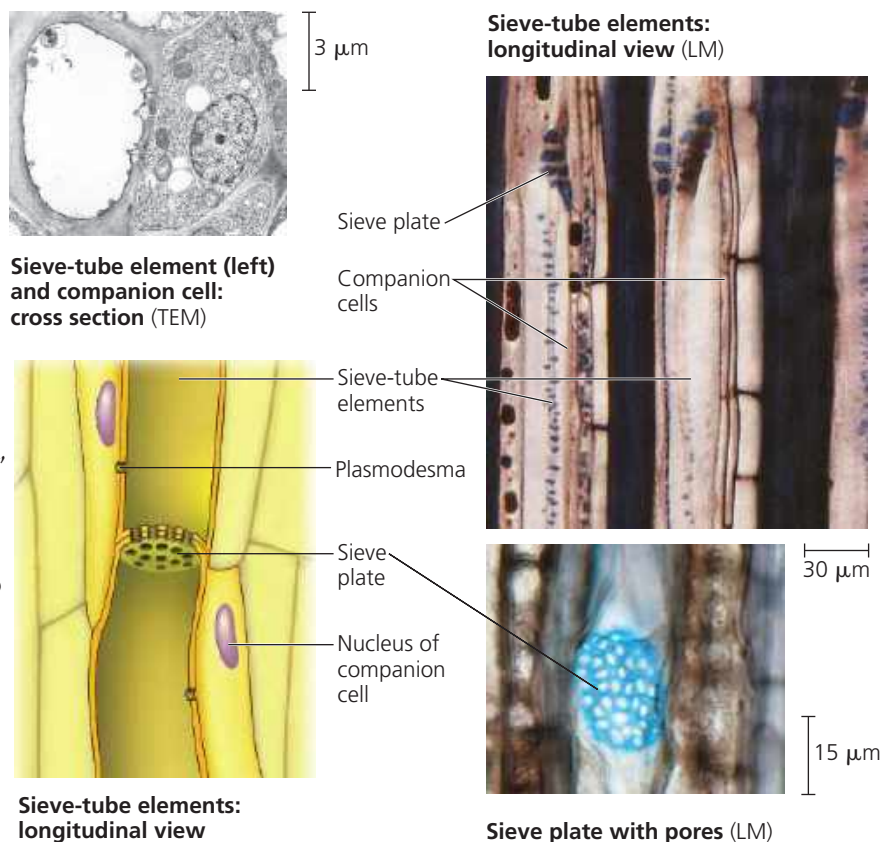 3 μm
Sieve-tube element (left)
and companion cell:
cross section (TEM)
Sieve-tube elements:
longitudinal view (LM)
Sieve plate
Companion
cells
Sieve-tube
elements
Plasmodesma
Sieve
plate
Nucleus of
companion
cell
30 μm
15 μm
Sieve-tube elements:
longitudinal view
Sieve plate with pores (LM)